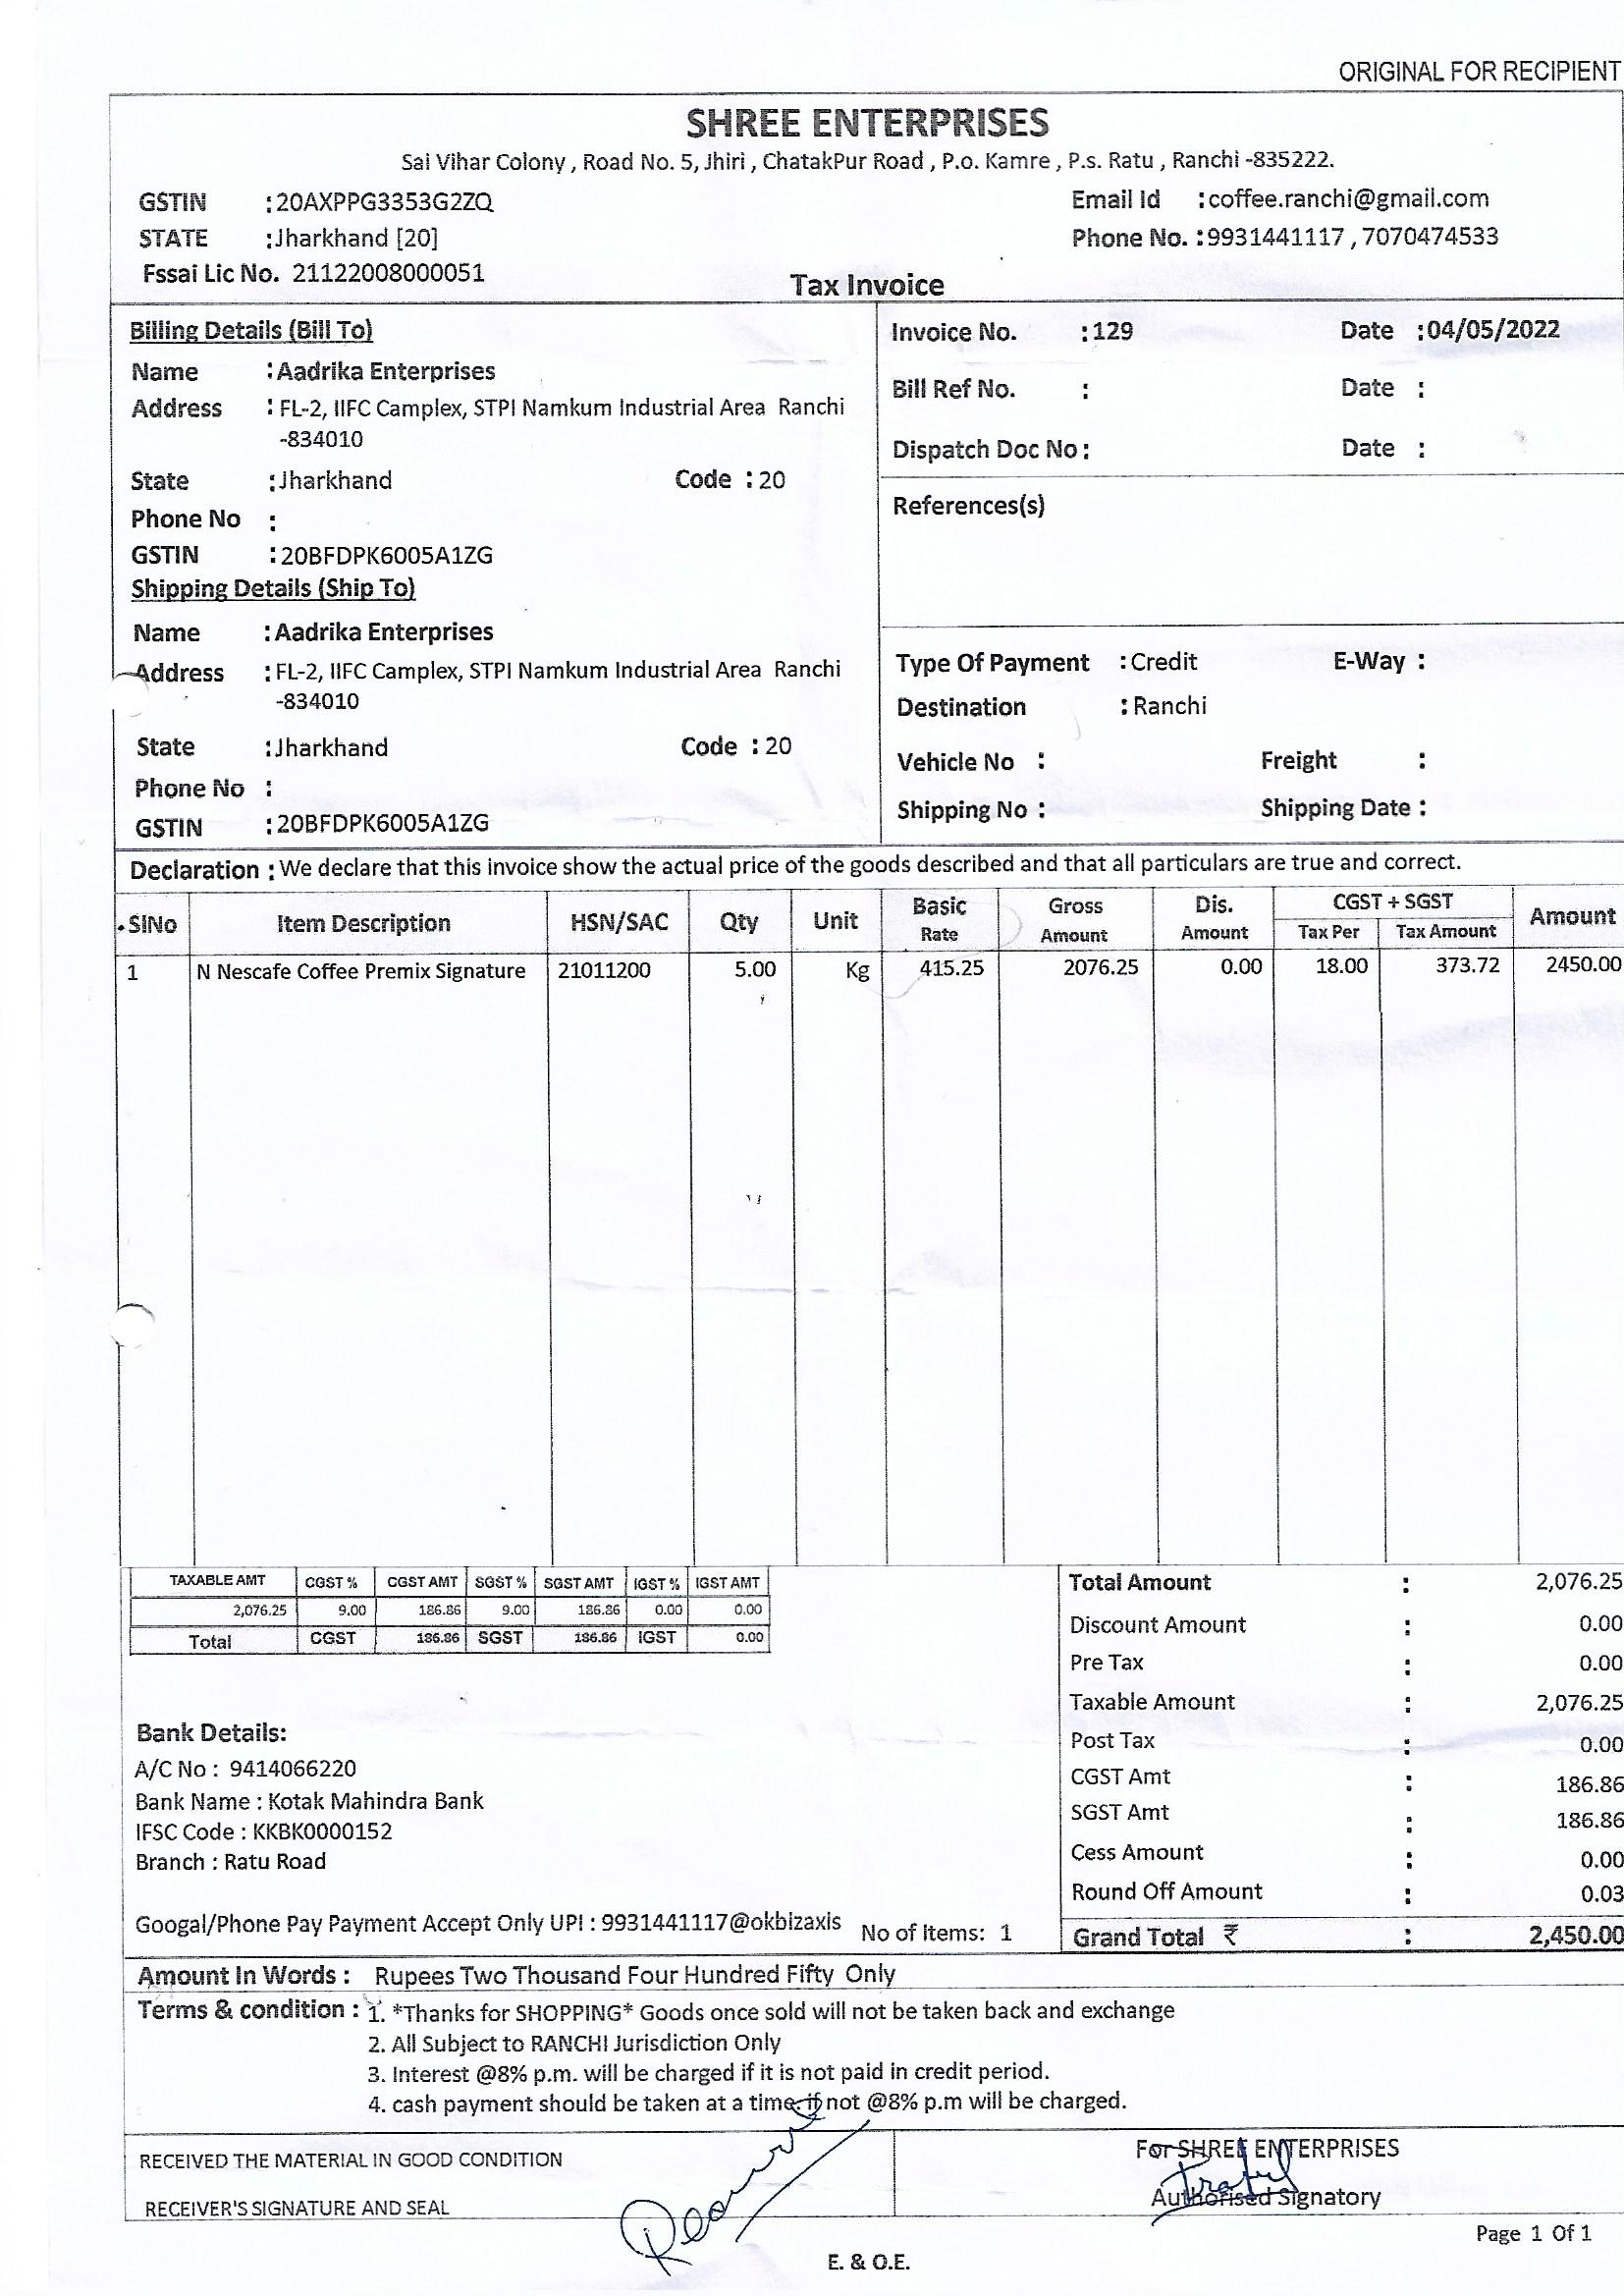 ORIGINAL FOR RECIPIENT
SHREE ENTERPRISES
Sai Vihar Colony , Road No. 5, Jhiri , ChatakPur Road , P.o. Kamre , P.s. Ratu , Ranchi -835222.
GSTIN :20AXPPG3353G2ZQ Email Id :coffee.ranchi@gmail.com
STATE :Jharkhand [20] Phone No. :9931441117 , 7070474533
Fssai Lic No. 21122008000051
Tax Invoice
Billing Details (Bill To)
Name : Aadrika Enterprises
Address : FL-2, IIFC Camplex, STPI Namkum Industrial Area Ranchi
-834010
State :Jharkhand Code : 20
Phone No :
GSTIN : 20BFDPK6005A1ZG
Shipping Details (Ship To)
Name : Aadrika Enterprises
Address : FL-2, IIFC Camplex, STPI Namkum Industrial Area Ranchi
-834010
State :Jharkhand Code : 20
Phone No :
GSTIN : 20BFDPK6005A1ZG
Invoice No. :129 Date :04/05/2022
Bill Ref No. : Date :
Dispatch Doc No : Date :
References(s)
Type Of Payment : Credit E-Way :
Destination : Ranchi
Vehicle No : Freight :
Shipping No : Shipping Date :
Declaration : We declare that this invoice show the actual price of the goods described and that all particulars are true and correct.
SlNo Item Description HSN/SAC Qty Unit Basic Rate Gross Amount Dis. Amount CGST + SGST Tax Per Tax Amount Amount
1 N Nescafe Coffee Premix Signature 21011200 5.00 Kg 415.25 2076.25 0.00 18.00 373.72 2450.00
TAXABLE AMT CGST % CGST AMT SGST % SGST AMT IGST % IGST AMT
2,076.25 9.00 186.86 9.00 186.86 0.00 0.00
Total CGST 186.86 SGST 186.86 IGST 0.00
Bank Details:
A/C No : 9414066220
Bank Name : Kotak Mahindra Bank
IFSC Code : KKBK0000152
Branch : Ratu Road
Googal/Phone Pay Payment Accept Only UPI : 9931441117@okbizaxis No of Items: 1
Total Amount : 2,076.25
Discount Amount : 0.00
Pre Tax : 0.00
Taxable Amount : 2,076.25
Post Tax : 0.00
CGST Amt : 186.86
SGST Amt : 186.86
Cess Amount : 0.00
Round Off Amount : 0.03
Grand Total ₹ : 2,450.00
Amount In Words : Rupees Two Thousand Four Hundred Fifty Only
Terms & condition : 1. *Thanks for SHOPPING* Goods once sold will not be taken back and exchange
2. All Subject to RANCHI Jurisdiction Only
3. Interest @8% p.m. will be charged if it is not paid in credit period.
4. cash payment should be taken at a time. if not @8% p.m will be charged.
RECEIVED THE MATERIAL IN GOOD CONDITION
RECEIVER'S SIGNATURE AND SEAL
For SHREE ENTERPRISES
Authorised Signatory
Page 1 Of 1
E. & O.E.